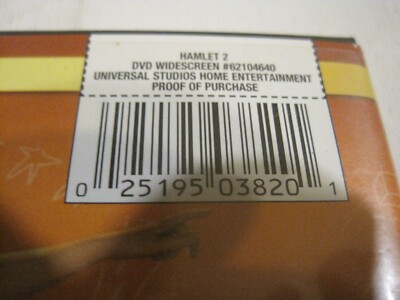 HAMLET 2
DVD WIDESCREEN #62104640
UNIVERSAL STUDIOS HOME ENTERTAINMENT
PROOF OF PURCHASE
0 25195 03820 1